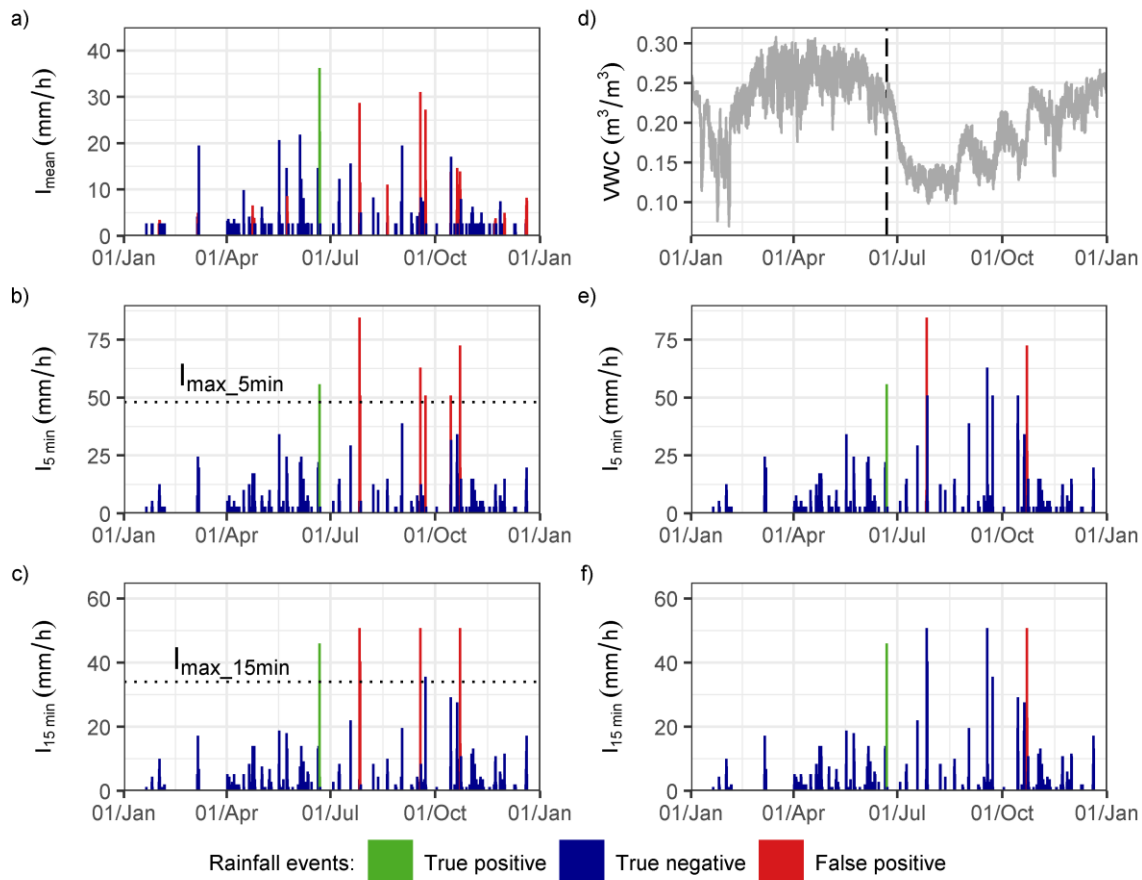 a)
I_mean (mm/h)
40
30
20
10
0
01/Jan 01/Apr 01/Jul 01/Oct 01/Jan
d)
VWC (m³/m³)
0.30
0.25
0.20
0.15
0.10
01/Jan 01/Apr 01/Jul 01/Oct 01/Jan
b)
I_5 min (mm/h)
75
50
25
0
I_max_5min
01/Jan 01/Apr 01/Jul 01/Oct 01/Jan
e)
I_5 min (mm/h)
75
50
25
0
01/Jan 01/Apr 01/Jul 01/Oct 01/Jan
c)
I_15 min (mm/h)
60
40
20
0
I_max_15min
01/Jan 01/Apr 01/Jul 01/Oct 01/Jan
f)
I_15 min (mm/h)
60
40
20
0
01/Jan 01/Apr 01/Jul 01/Oct 01/Jan
Rainfall events: True positive True negative False positive